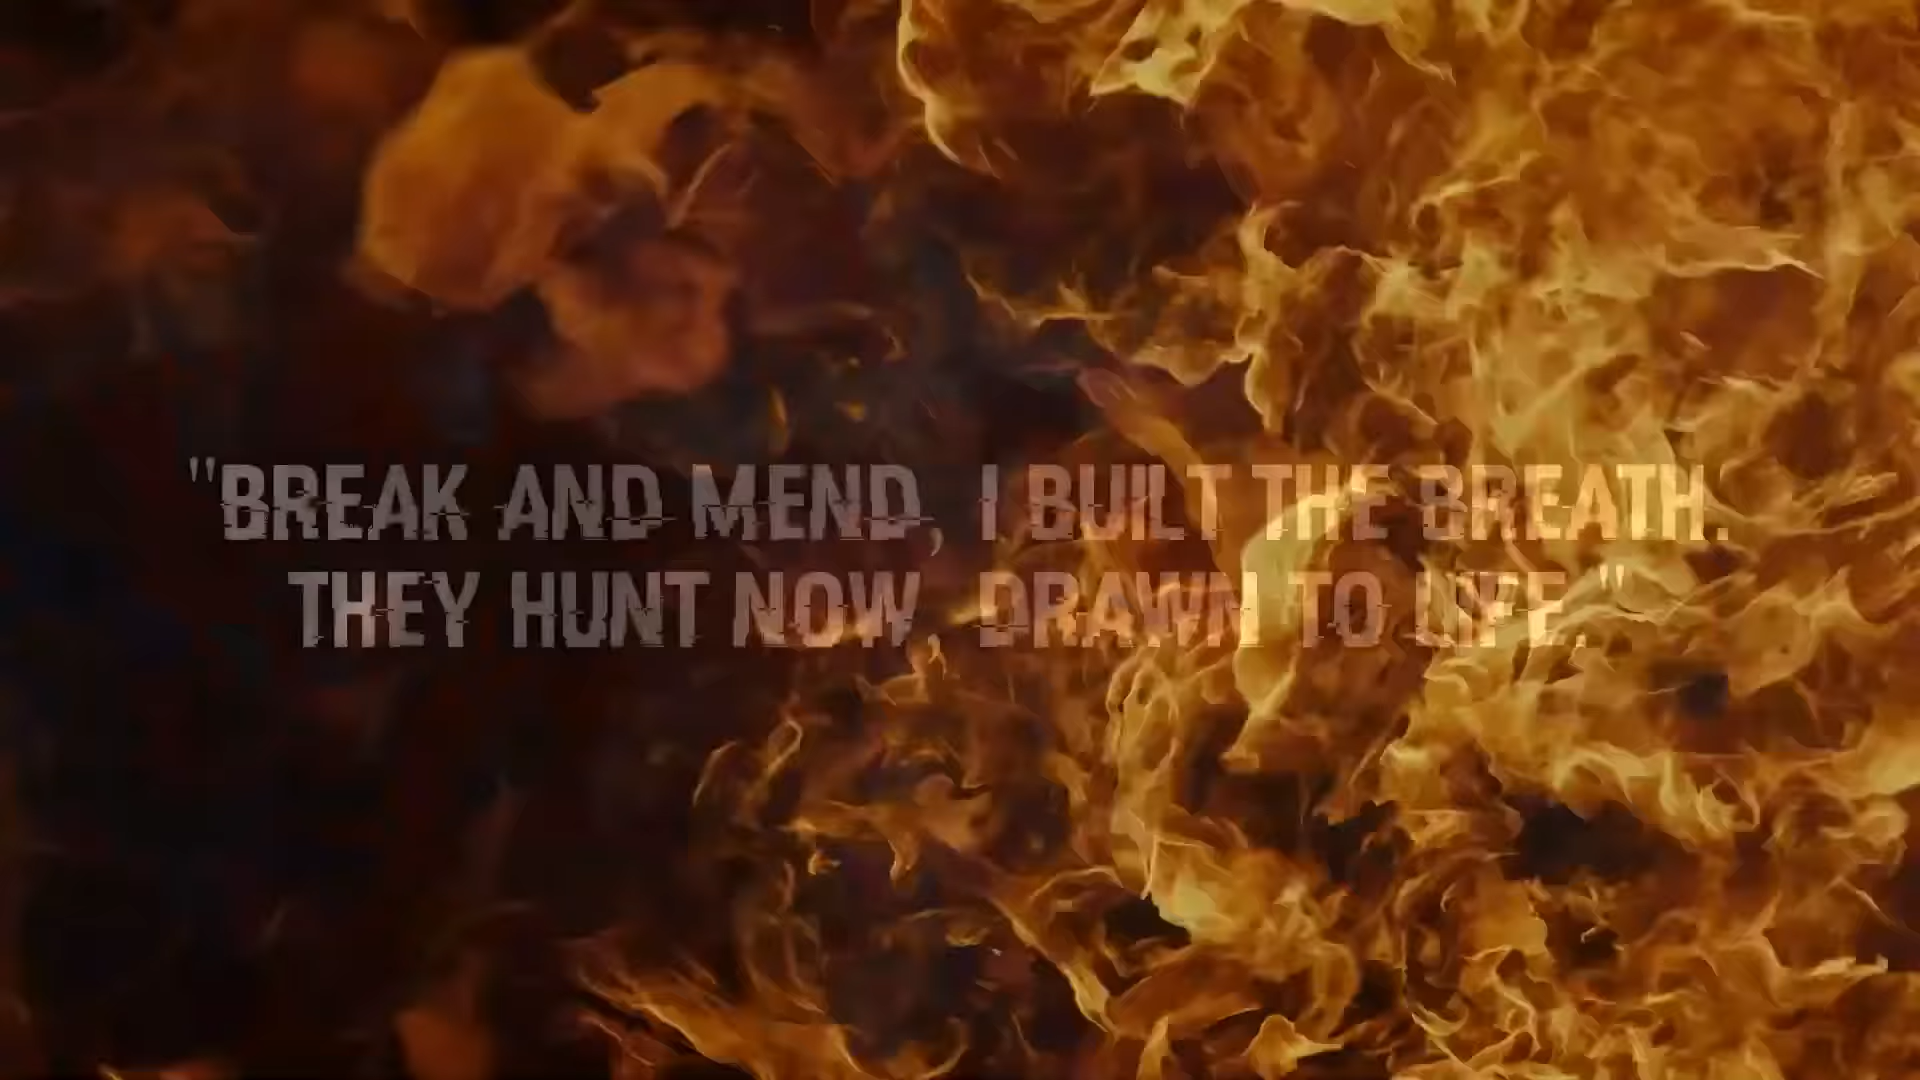 "BREAK AND MEND, I BUILT THE BREATH.
THEY HUNT NOW, DRAWN TO LIFE."